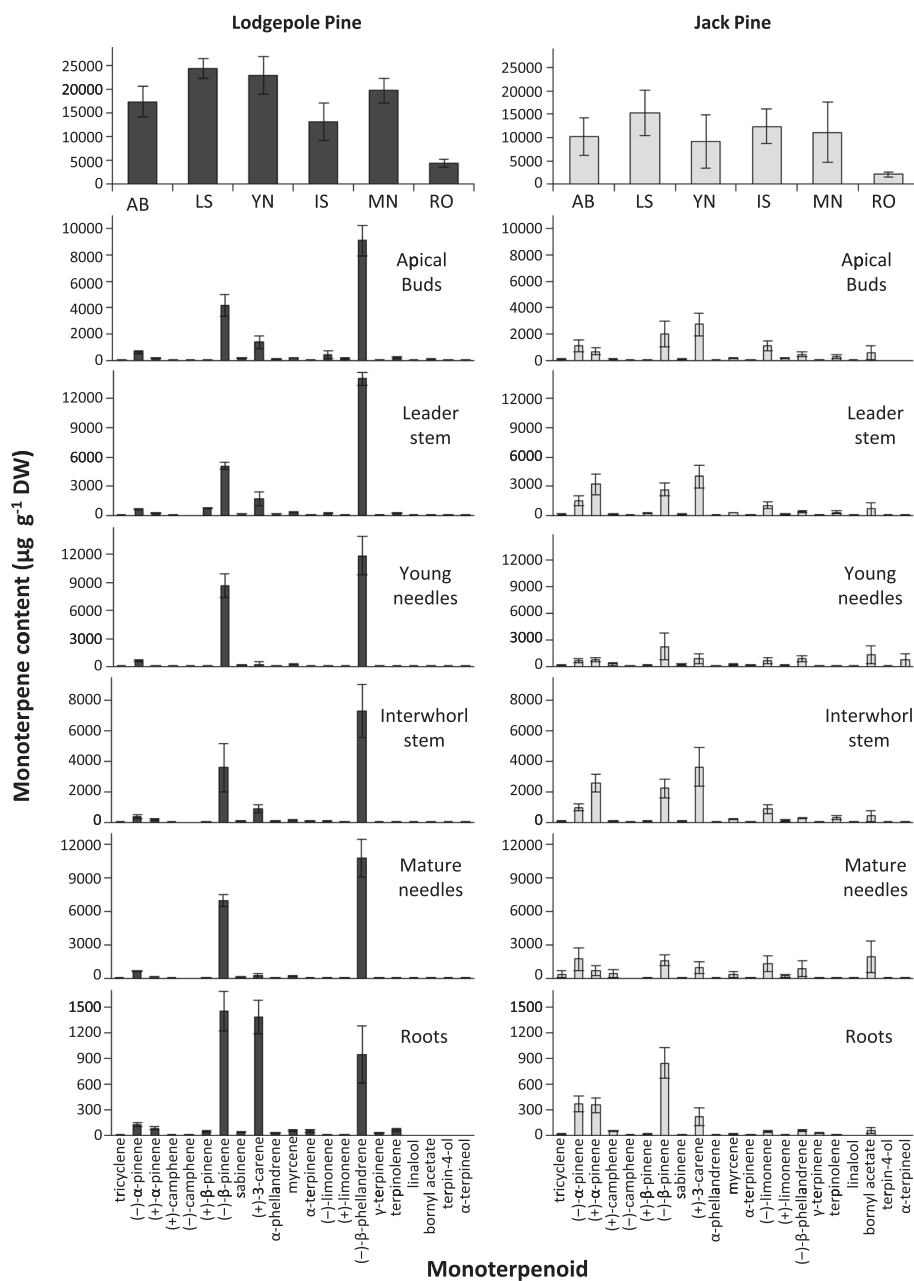 Lodgepole Pine
Jack Pine
25000
20000
15000
10000
5000
0
AB LS YN IS MN RO
25000
20000
15000
10000
5000
0
AB LS YN IS MN RO
Monoterpene content (µg g⁻¹ DW)
10000
8000
6000
4000
2000
0
Apical
Buds
10000
8000
6000
4000
2000
0
Apical
Buds
12000
9000
6000
3000
0
Leader
stem
12000
9000
6000
3000
0
Leader
stem
12000
9000
6000
3000
0
Young
needles
12000
9000
6000
3000
0
Young
needles
8000
6000
4000
2000
0
Interwhorl
stem
8000
6000
4000
2000
0
Interwhorl
stem
12000
9000
6000
3000
0
Mature
needles
12000
9000
6000
3000
0
Mature
needles
1500
1200
900
600
300
0
Roots
1500
1200
900
600
300
0
Roots
tricyclene
(−)-α-pinene
(+)-α-pinene
(+)-camphene
(−)-camphene
(+)-β-pinene
(−)-β-pinene
sabinene
(+)-3-carene
α-phellandrene
myrcene
α-terpinene
(−)-limonene
(+)-limonene
(−)-β-phellandrene
γ-terpinene
terpinolene
linalool
bornyl acetate
terpin-4-ol
α-terpineol
tricyclene
(−)-α-pinene
(+)-α-pinene
(+)-camphene
(−)-camphene
(+)-β-pinene
(−)-β-pinene
sabinene
(+)-3-carene
α-phellandrene
myrcene
α-terpinene
(−)-limonene
(+)-limonene
(−)-β-phellandrene
γ-terpinene
terpinolene
linalool
bornyl acetate
terpin-4-ol
α-terpineol
Monoterpenoid